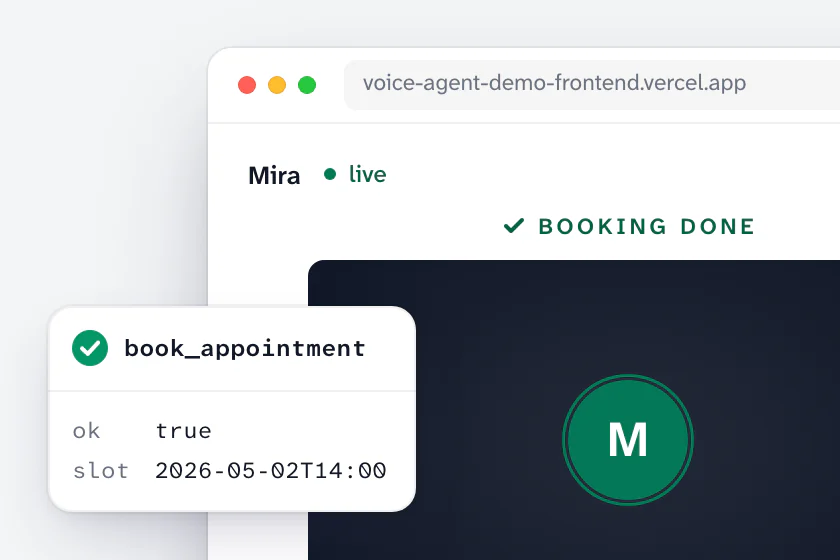 voice-agent-demo-frontend.vercel.app
Mira live
BOOKING DONE
book_appointment
ok true
slot 2026-05-02T14:00
M